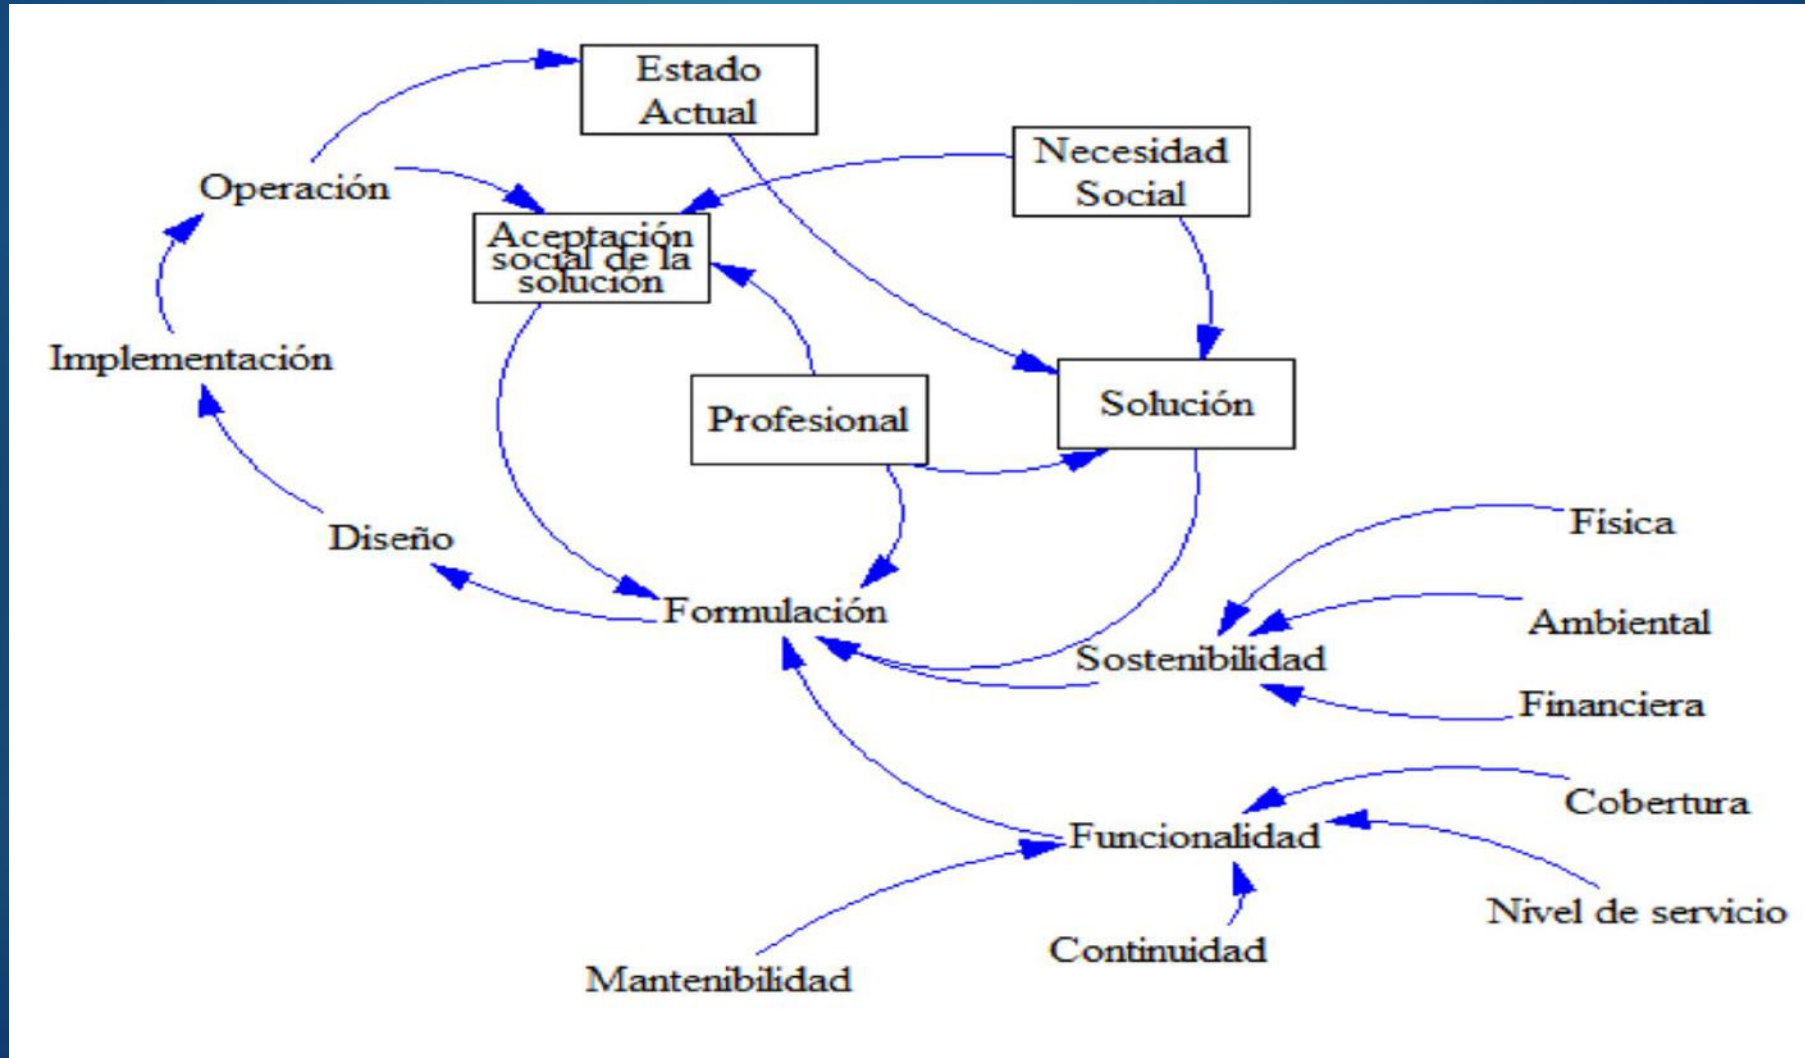 Estado
Actual
Necesidad
Social
Operación
Aceptación
social de la
solución
Implementación
Solución
Profesional
Física
Diseño
Formulación
Ambiental
Sostenibilidad
Financiera
Cobertura
Funcionalidad
Nivel de servicio
Continuidad
Mantenibilidad